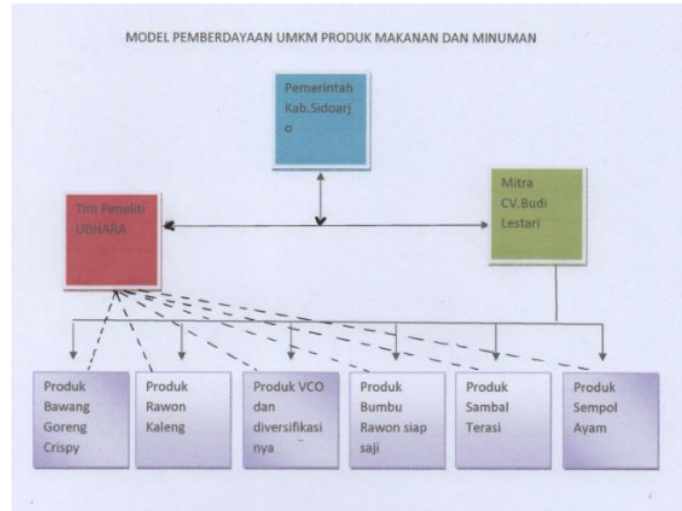 MODEL PEMBERDAYAAN UMKM PRODUK MAKANAN DAN MINUMAN
Pemerintah
Kab.Sidoarj
o
Tim Peneliti
UBHARA
Mitra
CV.Budi
Lestari
Produk
Bawang
Goreng
Crispy
Produk
Rawon
Kaleng
Produk VCO
dan
diversifikasi
nya
Produk
Bumbu
Rawon siap
saji
Produk
Sambal
Terasi
Produk
Sempol
Ayam